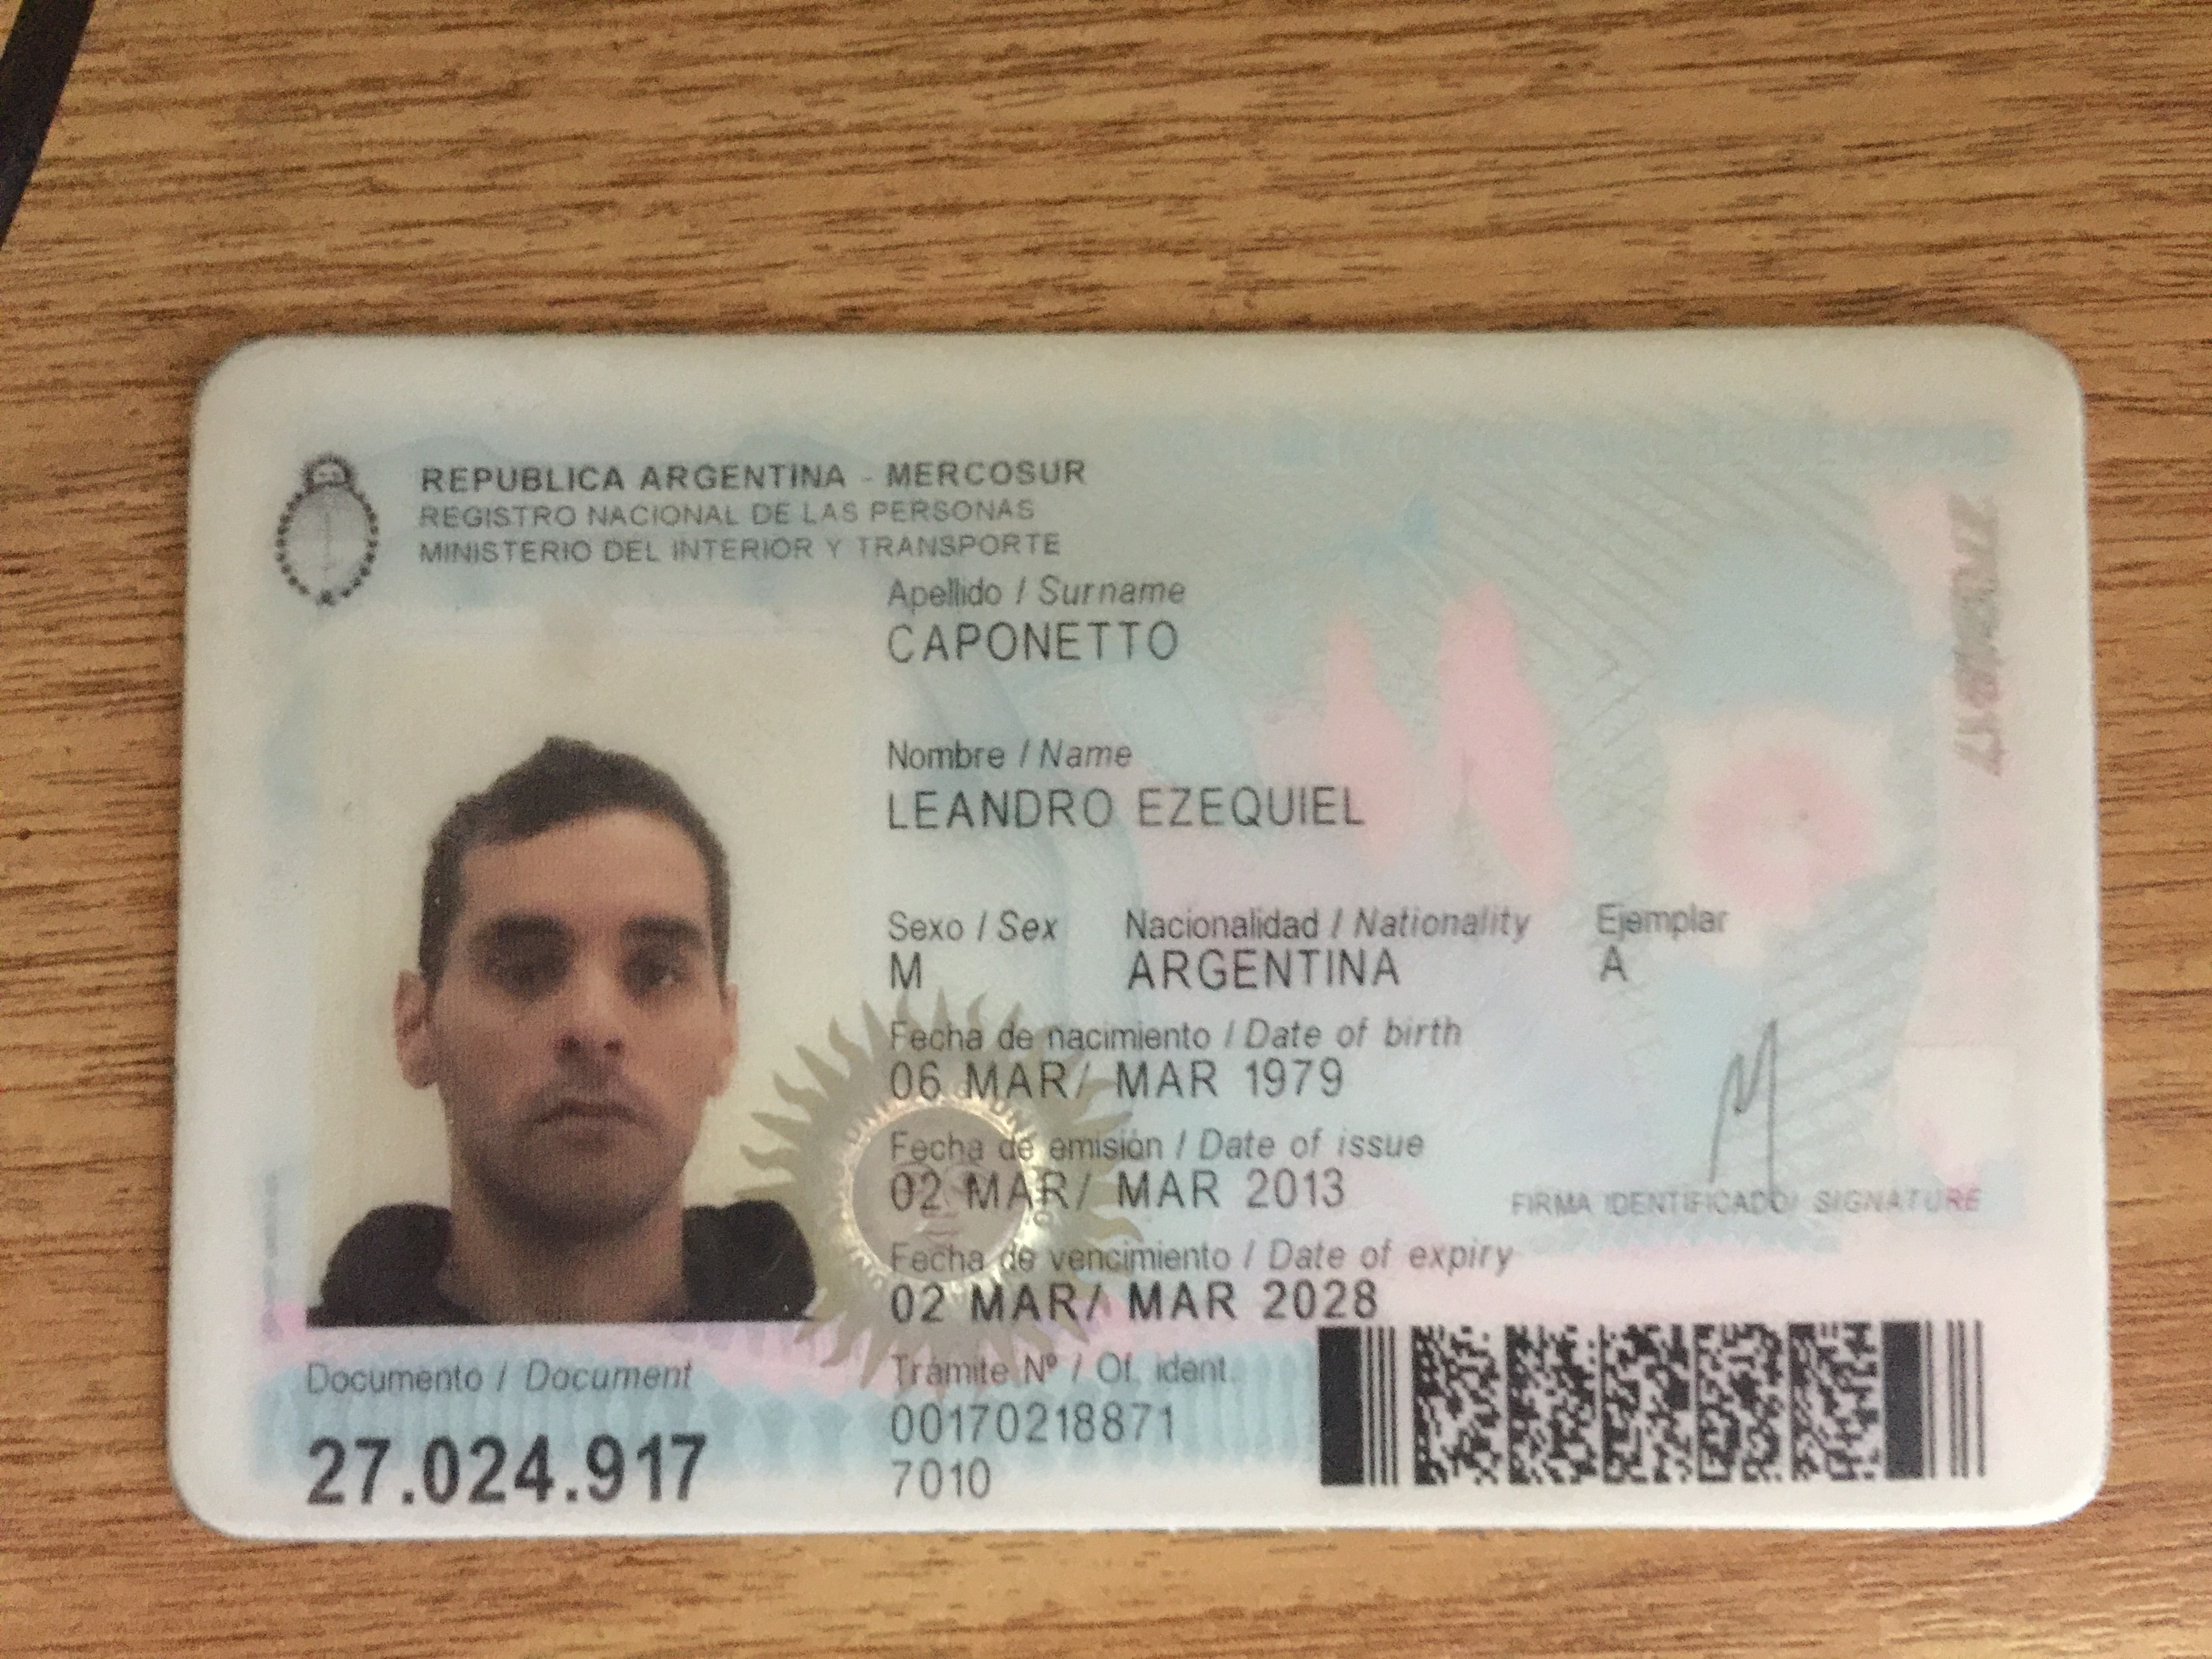 REPUBLICA ARGENTINA - MERCOSUR
REGISTRO NACIONAL DE LAS PERSONAS
MINISTERIO DEL INTERIOR Y TRANSPORTE
Apellido / Surname
CAPONETTO
Nombre / Name
LEANDRO EZEQUIEL
Sexo / Sex Nacionalidad / Nationality Ejemplar
M ARGENTINA A
Fecha de nacimiento / Date of birth
06 MAR/ MAR 1979
Fecha de emisión / Date of issue
02 MAR/ MAR 2013
Fecha de vencimiento / Date of expiry
02 MAR/ MAR 2028
FIRMA IDENTIFICADO / SIGNATURE
Documento / Document
27.024.917
Tramite Nº / Of. ident.
00170218871
7010
27024917